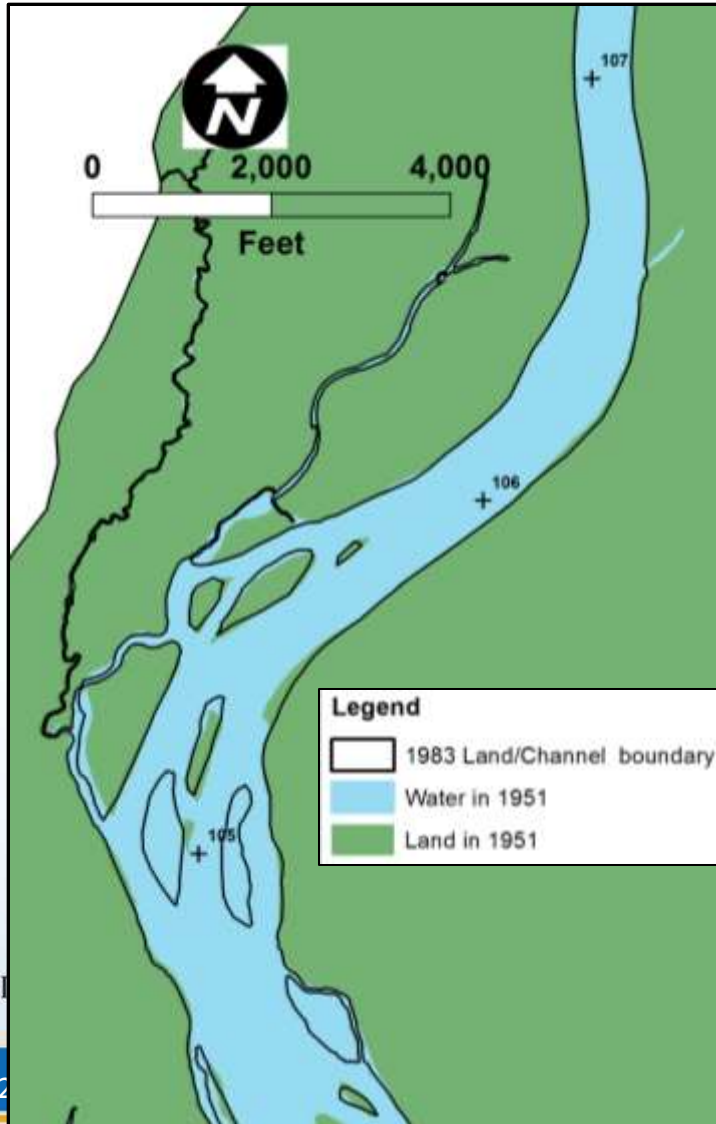 107
N
0 2,000 4,000
Feet
106
Legend
1983 Land/Channel boundary
Water in 1951
Land in 1951
105
2